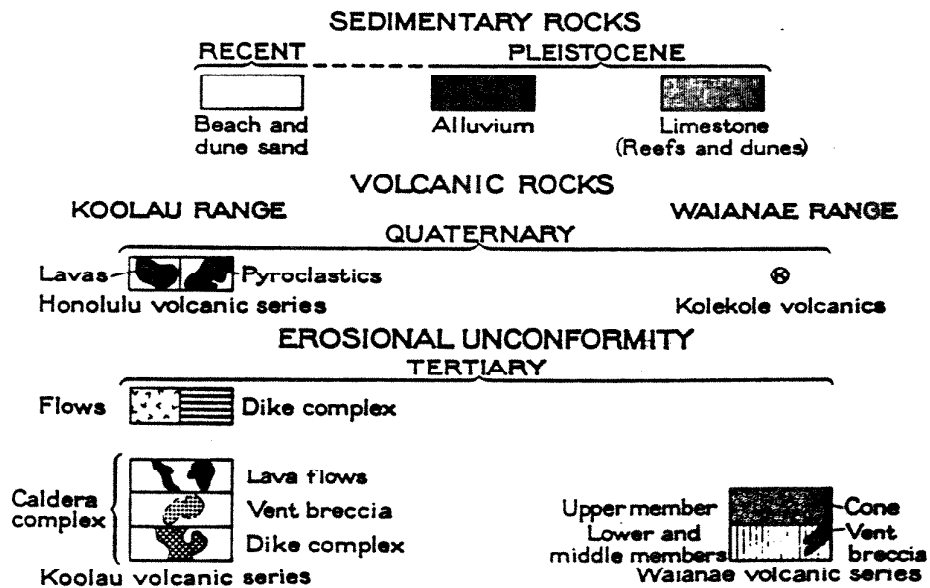 SEDIMENTARY ROCKS
RECENT PLEISTOCENE
Beach and dune sand
Alluvium
Limestone (Reefs and dunes)
VOLCANIC ROCKS
KOOLAU RANGE WAIANAE RANGE
QUATERNARY
Lavas Pyroclastics
Honolulu volcanic series
K
Kolekole volcanics
EROSIONAL UNCONFORMITY
TERTIARY
Flows Dike complex
Caldera complex
Lava flows
Vent breccia
Dike complex
Koolau volcanic series
Upper member Cone
Lower and middle members Vent breccia
Waianae volcanic series